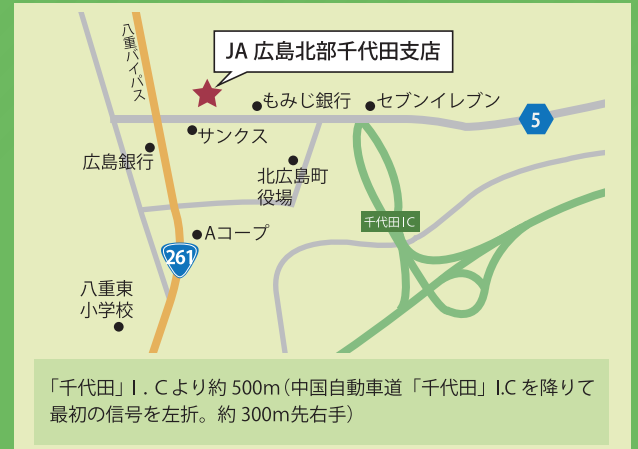 八重バイパス
JA 広島北部千代田支店
もみじ銀行
セブンイレブン
5
サンクス
広島銀行
北広島町
役場
千代田IC
Aコープ
261
八重東
小学校
「千代田」I . Cより約 500m（中国自動車道「千代田」I.C を降りて
最初の信号を左折。約 300m先右手）